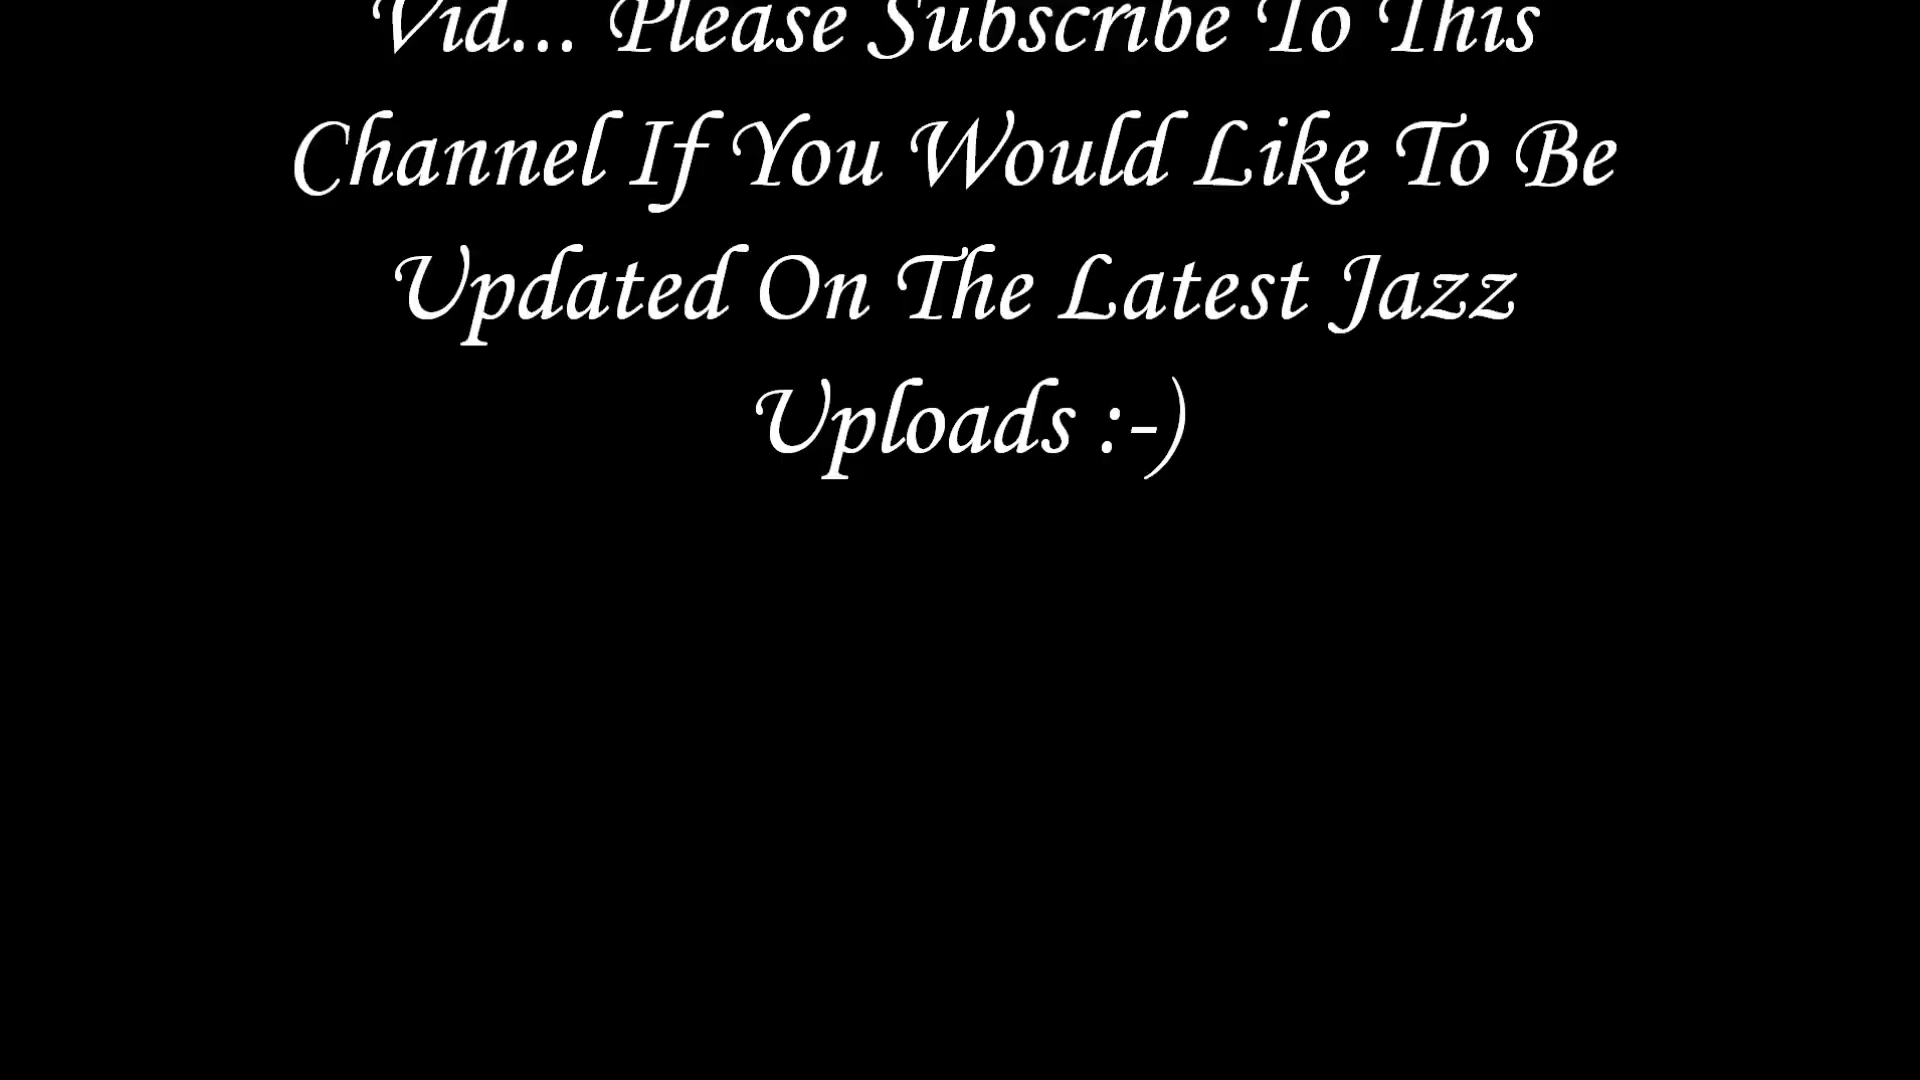 Vid... Please Subscribe To This
Channel If You Would Like To Be
Updated On The Latest Jazz
Uploads :-)